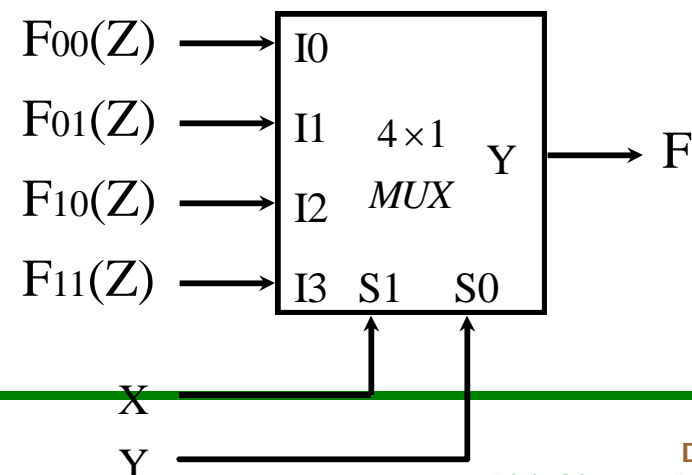 F00(Z) I0
F01(Z) I1 4×1
Y F
F10(Z) I2 MUX
F11(Z) I3 S1 S0
X
Y